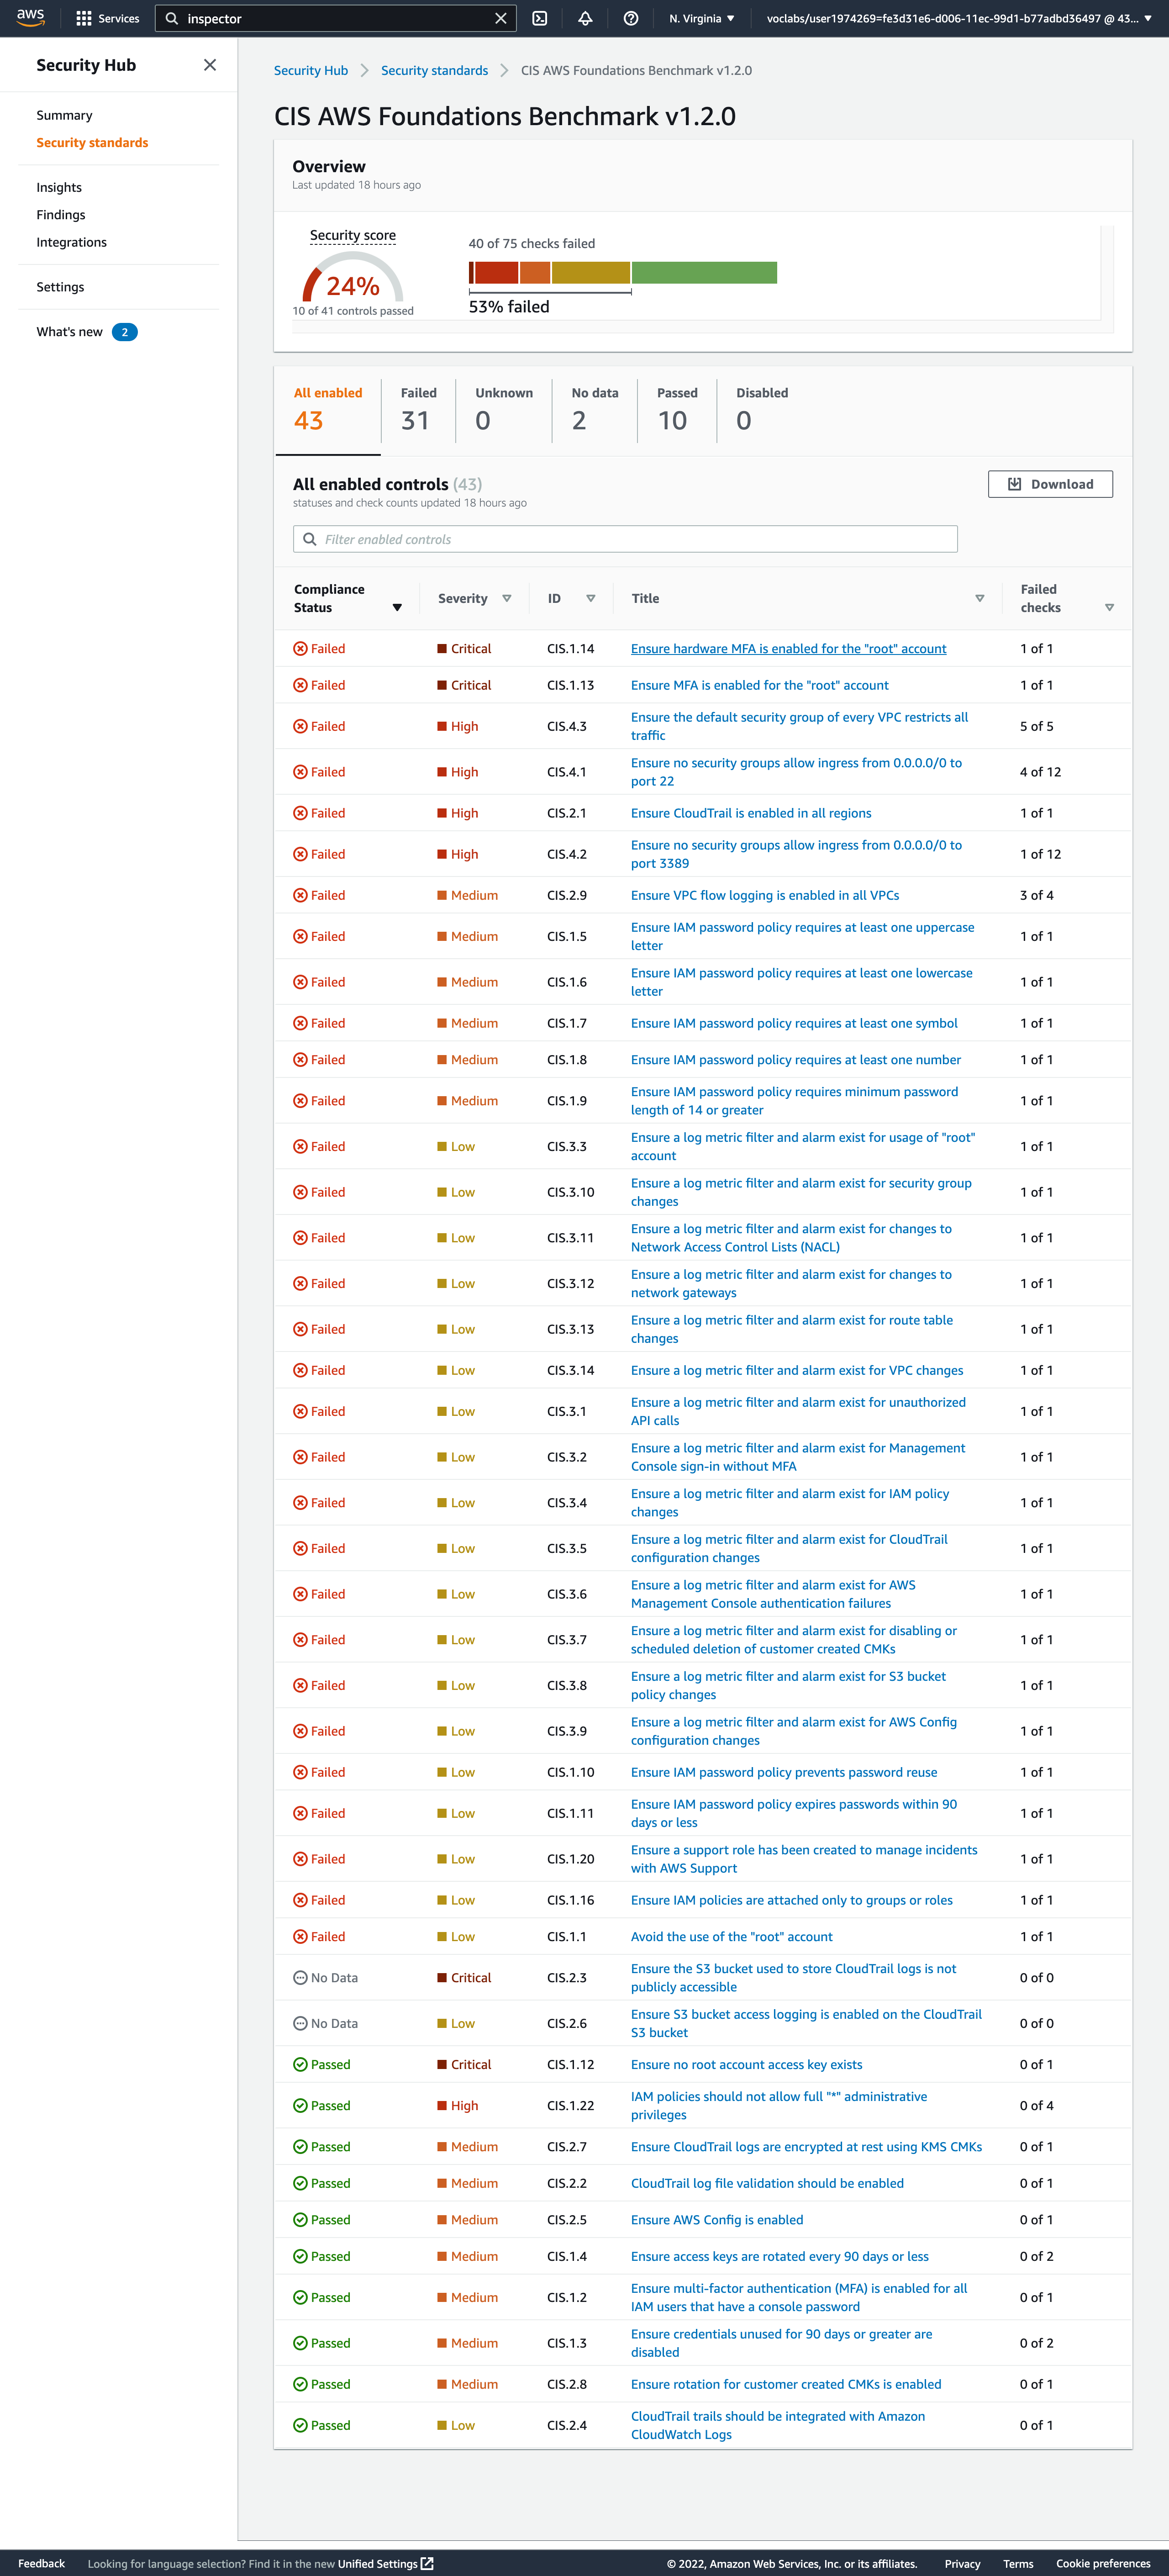 aws
Services
inspector
N. Virginia ▼
voclabs/user1974269=fe3d31e6-d006-11ec-99d1-b77adbd36497 @ 43... ▼
Security Hub
Summary
Security standards
Insights
Findings
Integrations
Settings
What's new 2
Security Hub > Security standards > CIS AWS Foundations Benchmark v1.2.0
CIS AWS Foundations Benchmark v1.2.0
Overview
Last updated 18 hours ago
Security score
24%
10 of 41 controls passed
40 of 75 checks failed
53% failed
All enabled Failed Unknown No data Passed Disabled
43 31 0 2 10 0
All enabled controls (43)
statuses and check counts updated 18 hours ago
Download
Filter enabled controls
Compliance Status Severity ID Title Failed checks
Failed Critical CIS.1.14 Ensure hardware MFA is enabled for the "root" account 1 of 1
Failed Critical CIS.1.13 Ensure MFA is enabled for the "root" account 1 of 1
Failed High CIS.4.3 Ensure the default security group of every VPC restricts all traffic 5 of 5
Failed High CIS.4.1 Ensure no security groups allow ingress from 0.0.0.0/0 to port 22 4 of 12
Failed High CIS.2.1 Ensure CloudTrail is enabled in all regions 1 of 1
Failed High CIS.4.2 Ensure no security groups allow ingress from 0.0.0.0/0 to port 3389 1 of 12
Failed Medium CIS.2.9 Ensure VPC flow logging is enabled in all VPCs 3 of 4
Failed Medium CIS.1.5 Ensure IAM password policy requires at least one uppercase letter 1 of 1
Failed Medium CIS.1.6 Ensure IAM password policy requires at least one lowercase letter 1 of 1
Failed Medium CIS.1.7 Ensure IAM password policy requires at least one symbol 1 of 1
Failed Medium CIS.1.8 Ensure IAM password policy requires at least one number 1 of 1
Failed Medium CIS.1.9 Ensure IAM password policy requires minimum password length of 14 or greater 1 of 1
Failed Low CIS.3.3 Ensure a log metric filter and alarm exist for usage of "root" account 1 of 1
Failed Low CIS.3.10 Ensure a log metric filter and alarm exist for security group changes 1 of 1
Failed Low CIS.3.11 Ensure a log metric filter and alarm exist for changes to Network Access Control Lists (NACL) 1 of 1
Failed Low CIS.3.12 Ensure a log metric filter and alarm exist for changes to network gateways 1 of 1
Failed Low CIS.3.13 Ensure a log metric filter and alarm exist for route table changes 1 of 1
Failed Low CIS.3.14 Ensure a log metric filter and alarm exist for VPC changes 1 of 1
Failed Low CIS.3.1 Ensure a log metric filter and alarm exist for unauthorized API calls 1 of 1
Failed Low CIS.3.2 Ensure a log metric filter and alarm exist for Management Console sign-in without MFA 1 of 1
Failed Low CIS.3.4 Ensure a log metric filter and alarm exist for IAM policy changes 1 of 1
Failed Low CIS.3.5 Ensure a log metric filter and alarm exist for CloudTrail configuration changes 1 of 1
Failed Low CIS.3.6 Ensure a log metric filter and alarm exist for AWS Management Console authentication failures 1 of 1
Failed Low CIS.3.7 Ensure a log metric filter and alarm exist for disabling or scheduled deletion of customer created CMKs 1 of 1
Failed Low CIS.3.8 Ensure a log metric filter and alarm exist for S3 bucket policy changes 1 of 1
Failed Low CIS.3.9 Ensure a log metric filter and alarm exist for AWS Config configuration changes 1 of 1
Failed Low CIS.1.10 Ensure IAM password policy prevents password reuse 1 of 1
Failed Low CIS.1.11 Ensure IAM password policy expires passwords within 90 days or less 1 of 1
Failed Low CIS.1.20 Ensure a support role has been created to manage incidents with AWS Support 1 of 1
Failed Low CIS.1.16 Ensure IAM policies are attached only to groups or roles 1 of 1
Failed Low CIS.1.1 Avoid the use of the "root" account 1 of 1
No Data Critical CIS.2.3 Ensure the S3 bucket used to store CloudTrail logs is not publicly accessible 0 of 0
No Data Low CIS.2.6 Ensure S3 bucket access logging is enabled on the CloudTrail S3 bucket 0 of 0
Passed Critical CIS.1.12 Ensure no root account access key exists 0 of 1
Passed High CIS.1.22 IAM policies should not allow full "*" administrative privileges 0 of 4
Passed Medium CIS.2.7 Ensure CloudTrail logs are encrypted at rest using KMS CMKs 0 of 1
Passed Medium CIS.2.2 CloudTrail log file validation should be enabled 0 of 1
Passed Medium CIS.2.5 Ensure AWS Config is enabled 0 of 1
Passed Medium CIS.1.4 Ensure access keys are rotated every 90 days or less 0 of 2
Passed Medium CIS.1.2 Ensure multi-factor authentication (MFA) is enabled for all IAM users that have a console password 0 of 1
Passed Medium CIS.1.3 Ensure credentials unused for 90 days or greater are disabled 0 of 2
Passed Medium CIS.2.8 Ensure rotation for customer created CMKs is enabled 0 of 1
Passed Low CIS.2.4 CloudTrail trails should be integrated with Amazon CloudWatch Logs 0 of 1
Feedback Looking for language selection? Find it in the new Unified Settings © 2022, Amazon Web Services, Inc. or its affiliates. Privacy Terms Cookie preferences